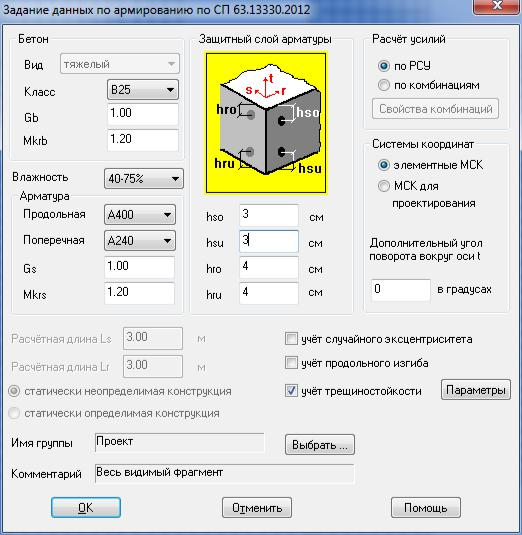 Задание данных по армированию по СП 63.13330.2012
Бетон
Вид тяжелый
Класс B25
Gb 1.00
Mkrb 1.20
Влажность 40-75%
Арматура
Продольная A400
Поперечная A240
Gs 1.00
Mkrs 1.20
Защитный слой арматуры
t
s r
hro hso
hru hsu
hso 3 см
hsu 3 см
hro 4 см
hru 4 см
Расчёт усилий
по РСУ
по комбинациям
Свойства комбинаций
Системы координат
элементные МСК
МСК для
проектирования
Дополнительный угол
поворота вокруг оси t
0 в градусах
Расчётная длина Ls 3.00 м
Расчётная длина Lr 3.00 м
статически неопределимая конструкция
статически определимая конструкция
учёт случайного эксцентриситета
учёт продольного изгиба
учёт трещиностойкости Параметры
Имя группы Проект Выбрать ...
Комментарий Весь видимый фрагмент
OK Отменить Помощь